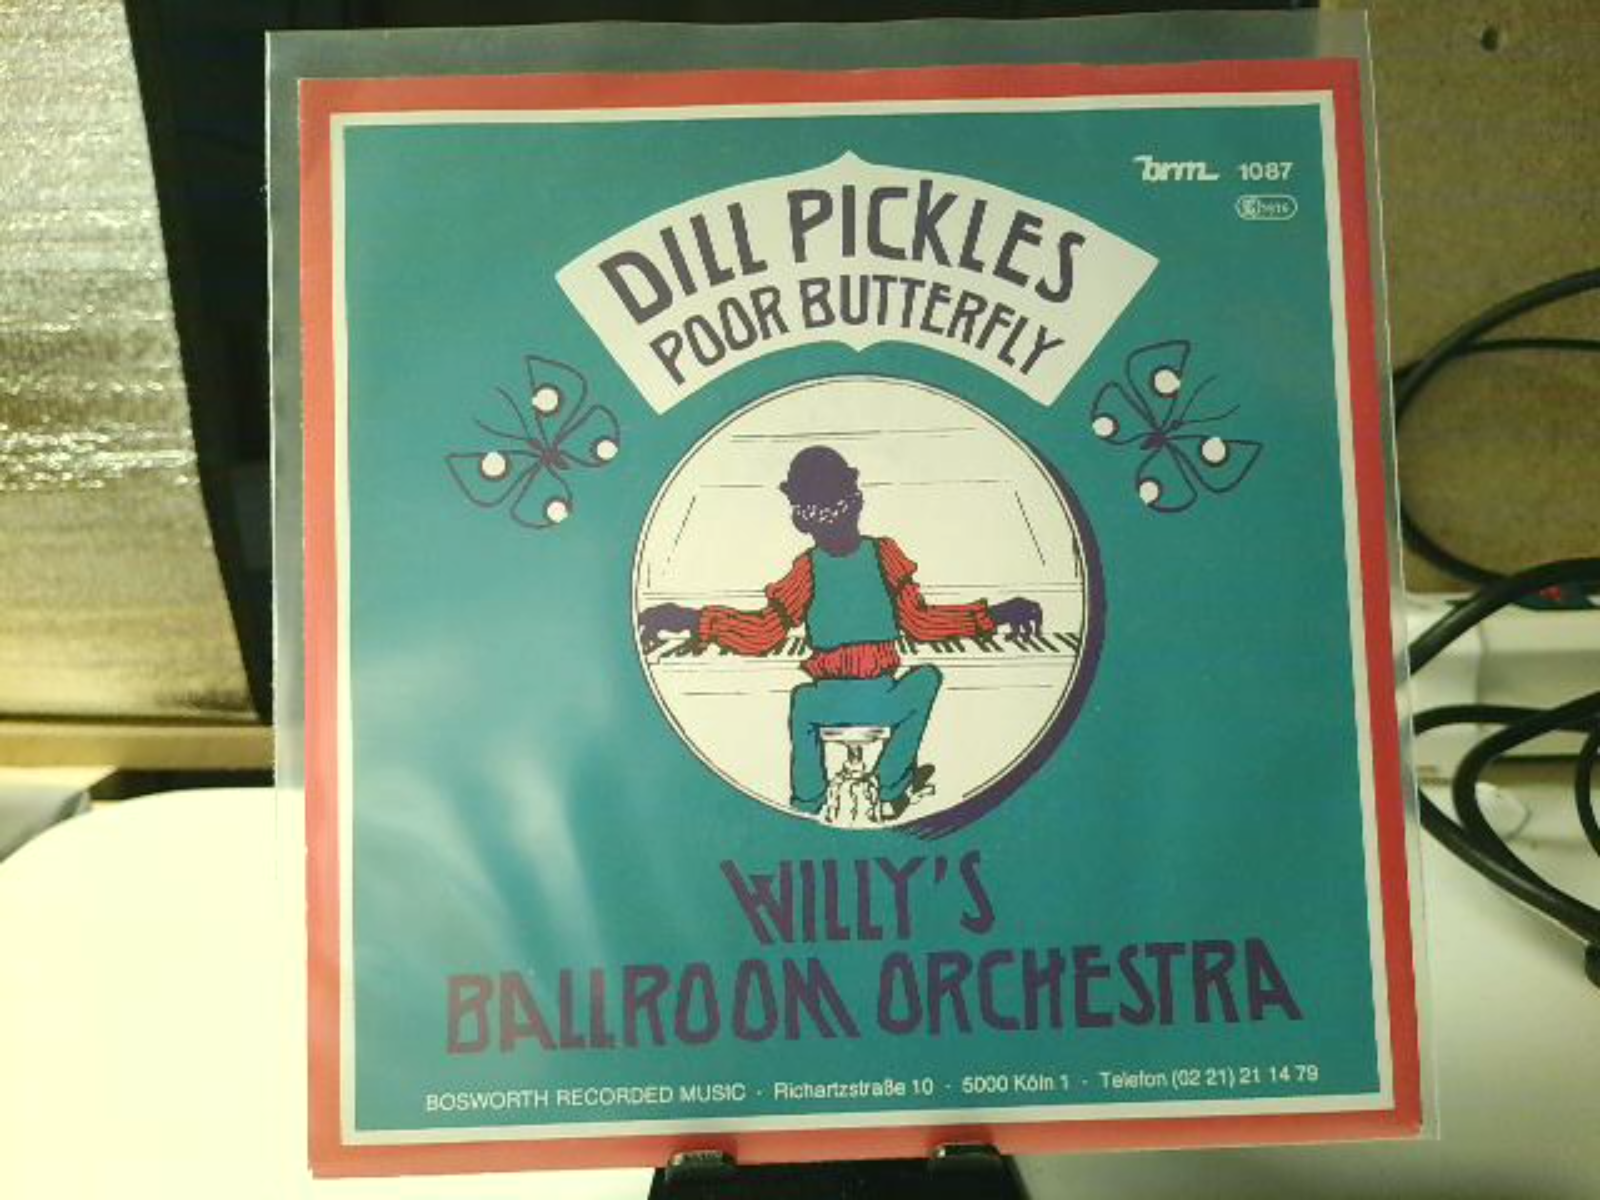 brm 1087
DILL PICKLES
POOR BUTTERFLY
WILLY'S
BALLROOM ORCHESTRA
BOSWORTH RECORDED MUSIC · Richartzstraße 10 · 5000 Köln 1 · Telefon (02 21) 21 14 79